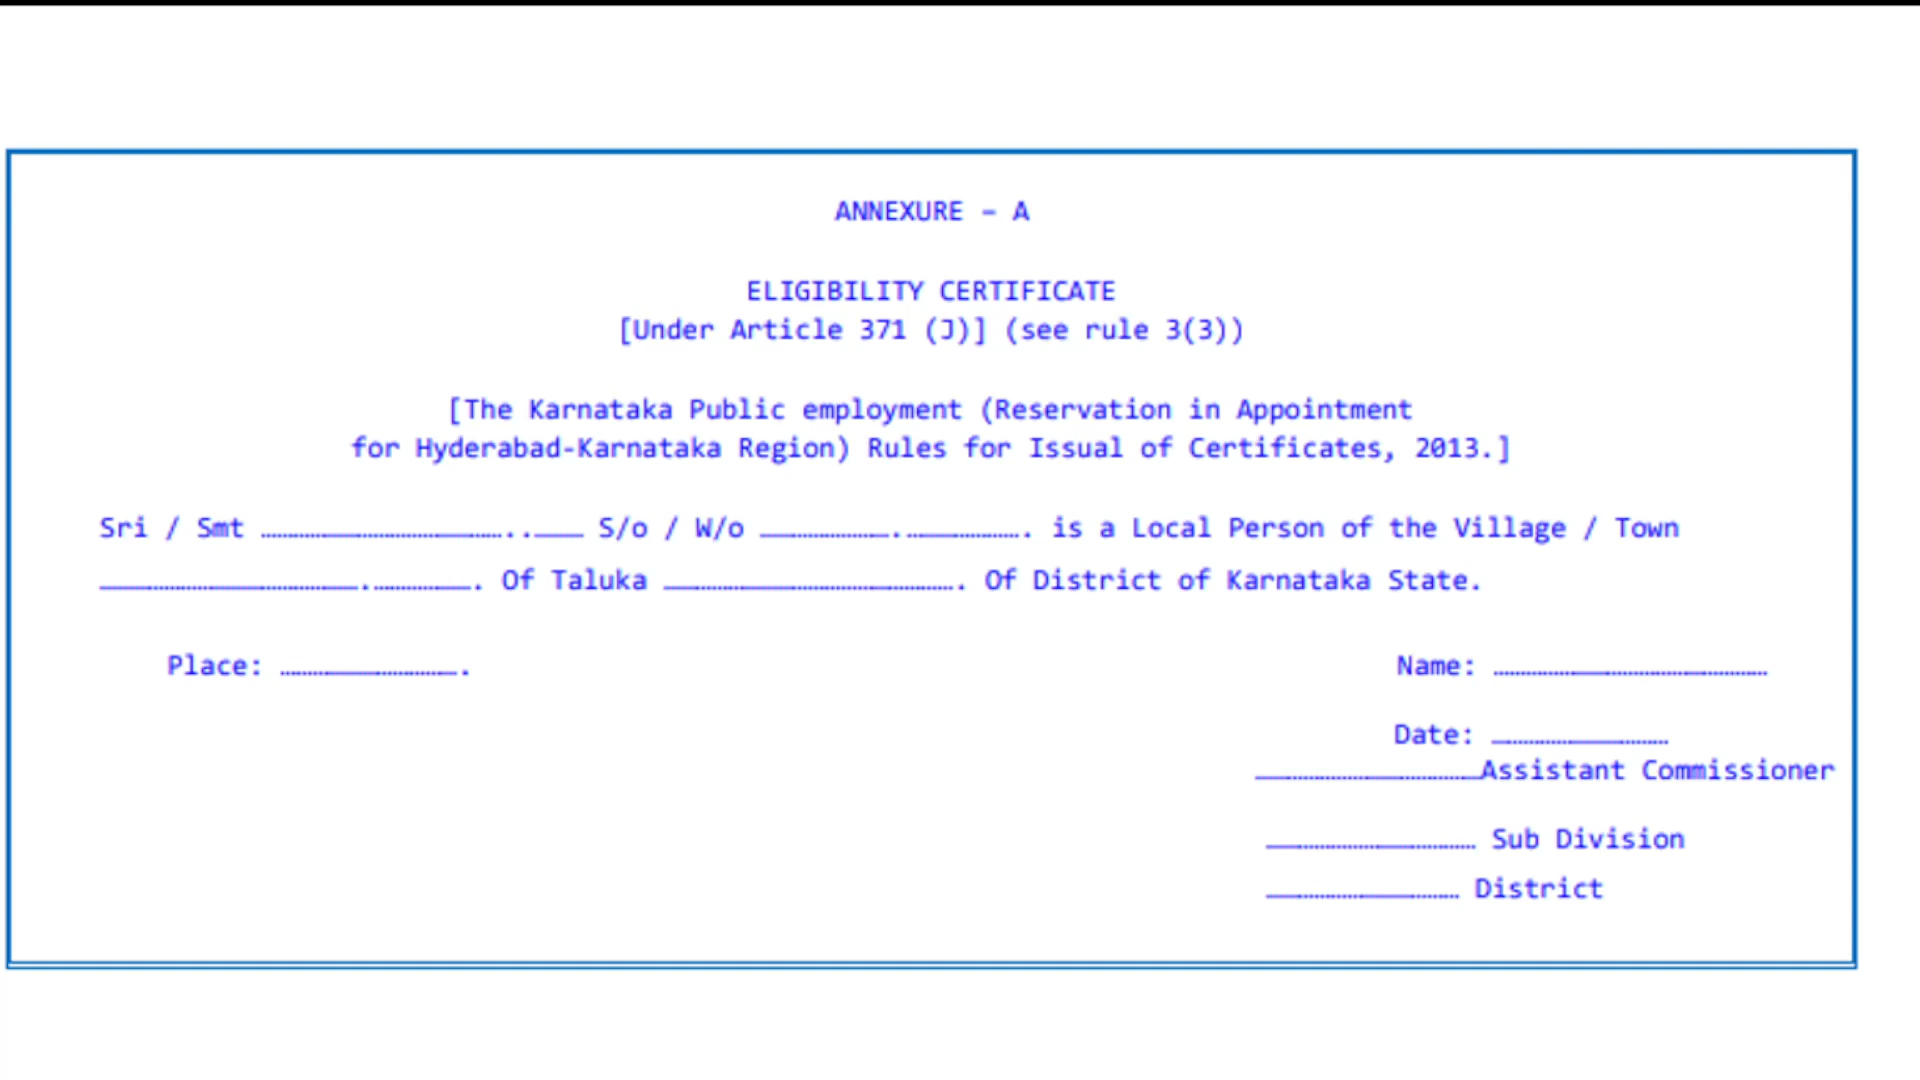 ANNEXURE – A
ELIGIBILITY CERTIFICATE
[Under Article 371 (J)] (see rule 3(3))
[The Karnataka Public employment (Reservation in Appointment
for Hyderabad-Karnataka Region) Rules for Issual of Certificates, 2013.]
Sri / Smt ……………………..…… S/o / W/o ……………….………………. is a Local Person of the Village / Town
…………………………….…………. Of Taluka ………………………………. Of District of Karnataka State.
Place: …………………….
Name: ………………………………
Date: ……………………
…………………………Assistant Commissioner
………………………… Sub Division
……………………… District